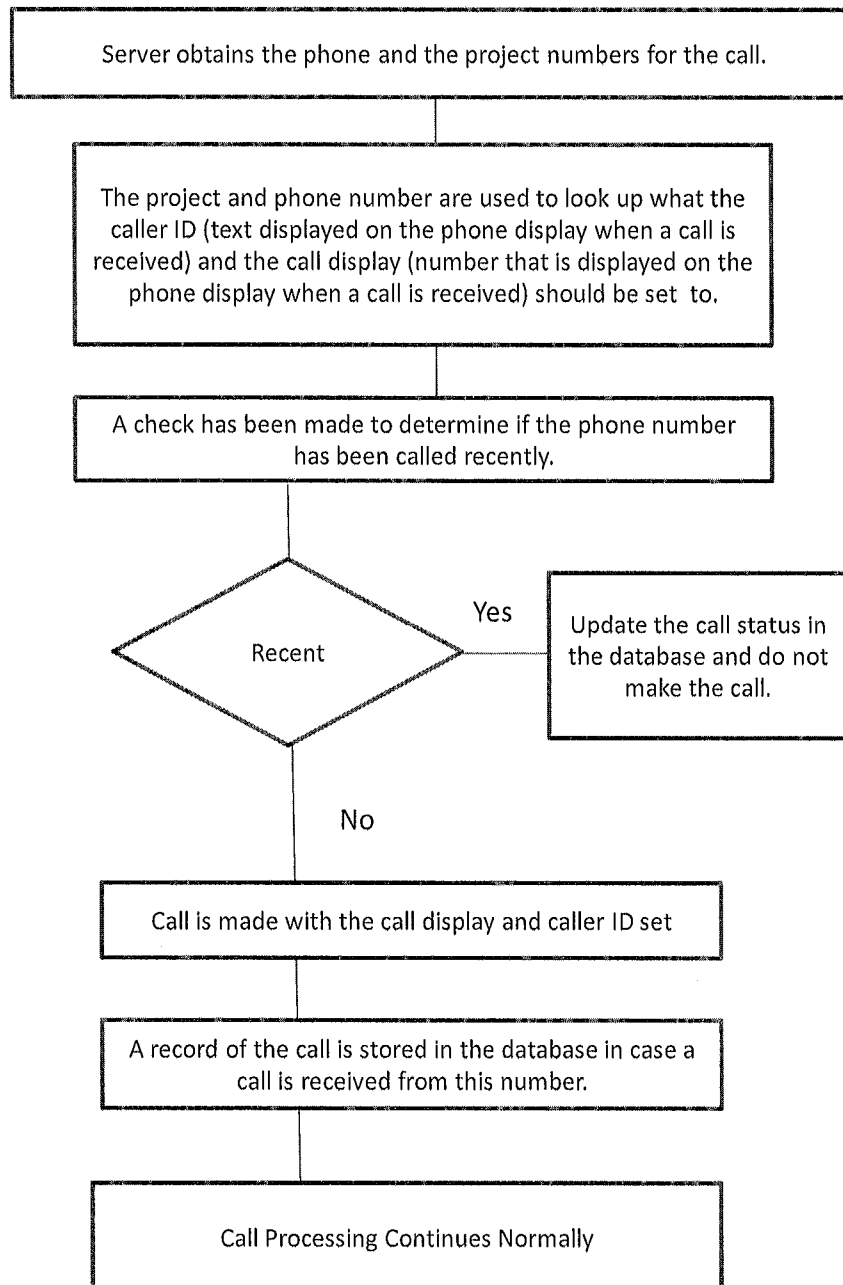 Server obtains the phone and the project numbers for the call.
The project and phone number are used to look up what the
caller ID (text displayed on the phone display when a call is
received) and the call display (number that is displayed on the
phone display when a call is received) should be set to.
A check has been made to determine if the phone number
has been called recently.
Recent
Yes
Update the call status in
the database and do not
make the call.
No
Call is made with the call display and caller ID set
A record of the call is stored in the database in case a
call is received from this number.
Call Processing Continues Normally